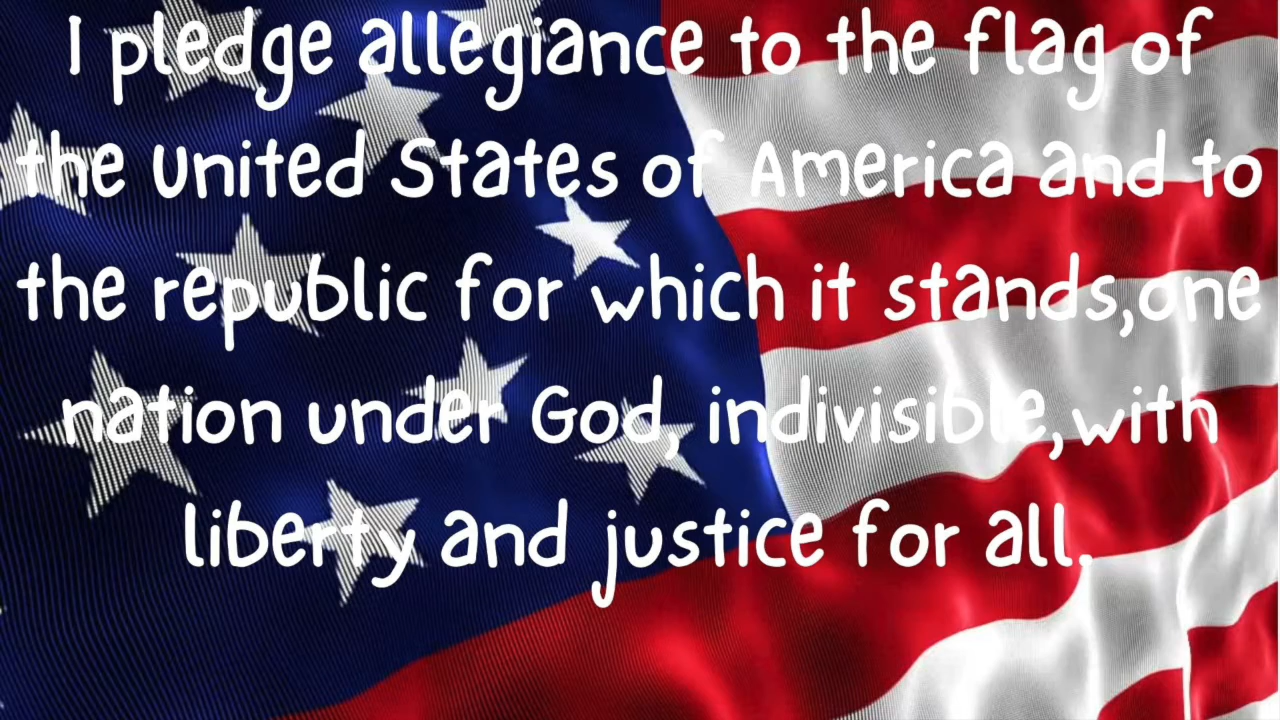 I pledge allegiance to the flag of
the United States of America and to
the republic for which it stands,one
nation under God, indivisible,with
liberty and justice for all.